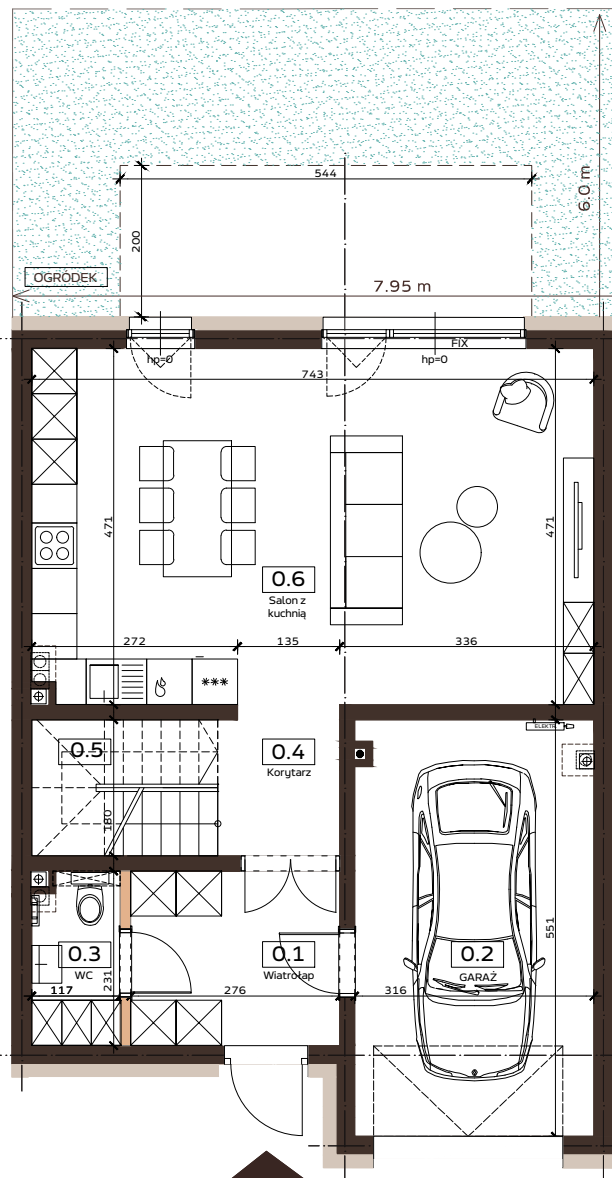 544
6.0 m
200
OGRÓDEK
7.95 m
FIX
hp=0
hp=0
743
471
471
0.6
Salon z
kuchnią
272
135
336
***
0.5
0.4
Korytarz
ELEKTR.
180
551
0.3
WC
0.1
Wiatrołap
0.2
GARAŻ
231
117
276
316